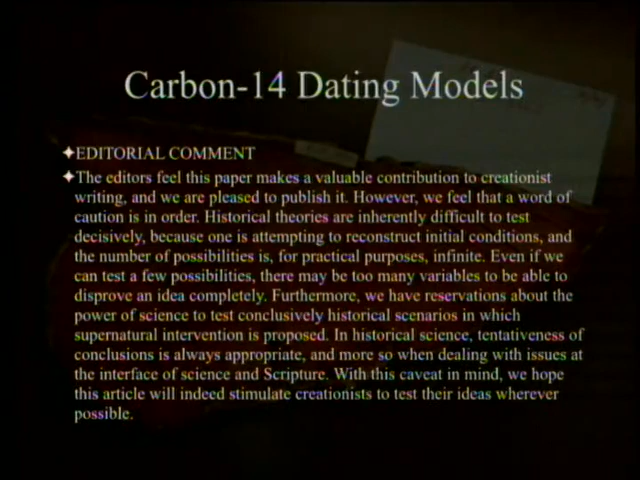 Carbon-14 Dating Models
✦EDITORIAL COMMENT
✦The editors feel this paper makes a valuable contribution to creationist
writing, and we are pleased to publish it. However, we feel that a word of
caution is in order. Historical theories are inherently difficult to test
decisively, because one is attempting to reconstruct initial conditions, and
the number of possibilities is, for practical purposes, infinite. Even if we
can test a few possibilities, there may be too many variables to be able to
disprove an idea completely. Furthermore, we have reservations about the
power of science to test conclusively historical scenarios in which
supernatural intervention is proposed. In historical science, tentativeness of
conclusions is always appropriate, and more so when dealing with issues at
the interface of science and Scripture. With this caveat in mind, we hope
this article will indeed stimulate creationists to test their ideas wherever
possible.